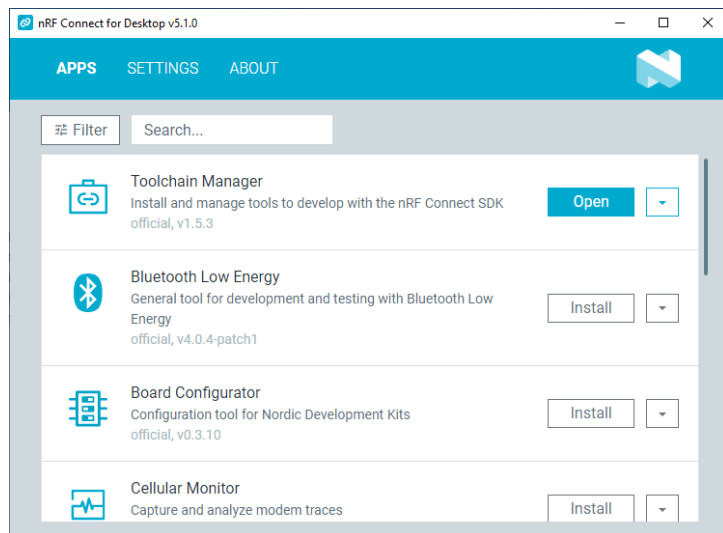 nRF Connect for Desktop v5.1.0
APPS SETTINGS ABOUT
Filter Search...
Toolchain Manager
Install and manage tools to develop with the nRF Connect SDK
official, v1.5.3
Open
Bluetooth Low Energy
General tool for development and testing with Bluetooth Low
Energy
official, v4.0.4-patch1
Install
Board Configurator
Configuration tool for Nordic Development Kits
official, v0.3.10
Install
Cellular Monitor
Capture and analyze modem traces
Install